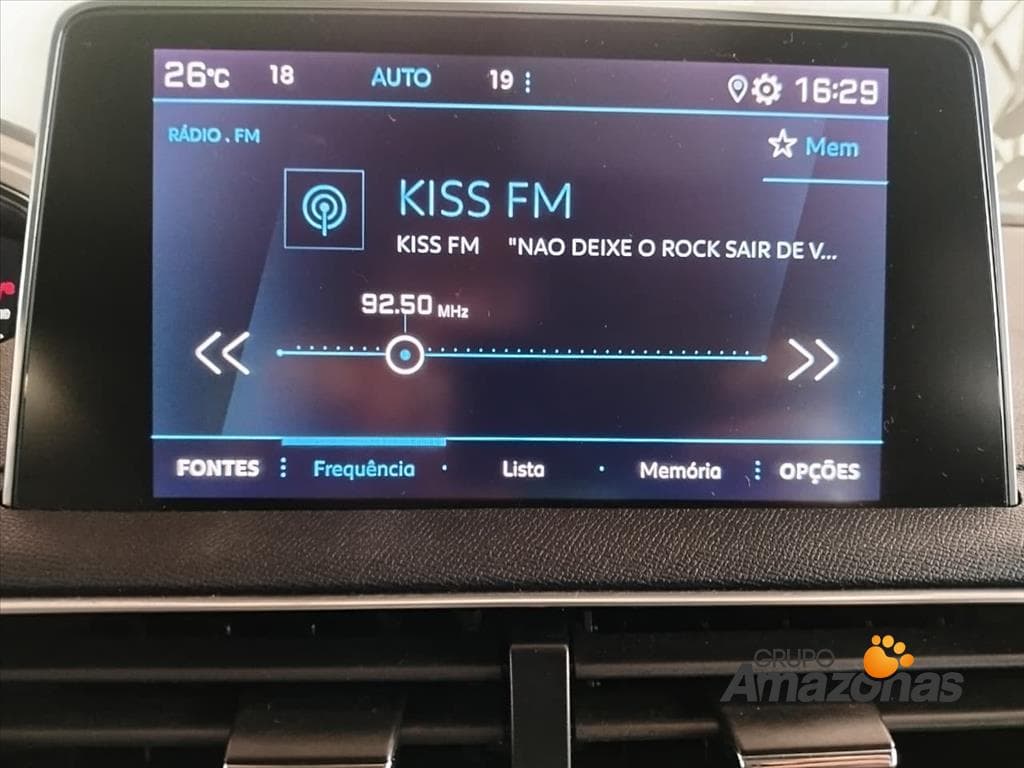 26°C 18 AUTO 19 16:29
RÁDIO . FM
Mem
KISS FM
KISS FM "NAO DEIXE O ROCK SAIR DE V...
92.50 MHz
FONTES Frequência Lista Memória OPÇÕES
GRUPO
Amazonas